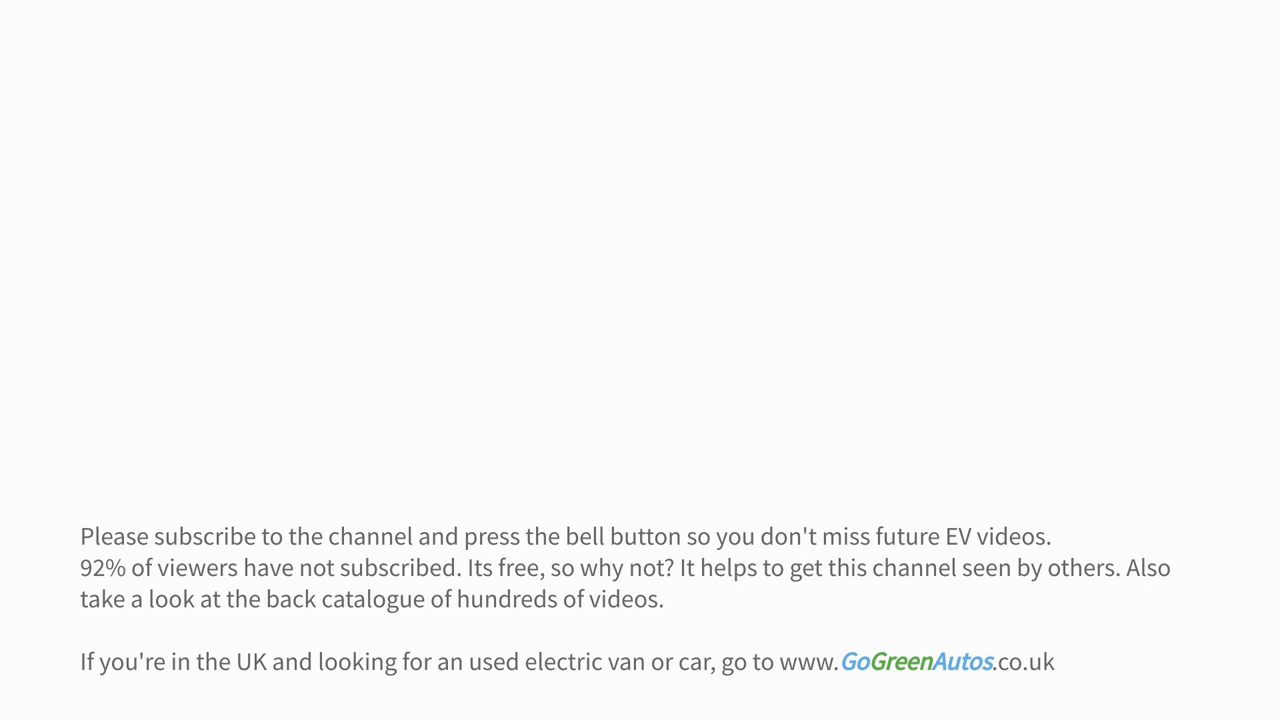 Please subscribe to the channel and press the bell button so you don't miss future EV videos.
92% of viewers have not subscribed. Its free, so why not? It helps to get this channel seen by others. Also
take a look at the back catalogue of hundreds of videos.
If you're in the UK and looking for an used electric van or car, go to www.GoGreenAutos.co.uk